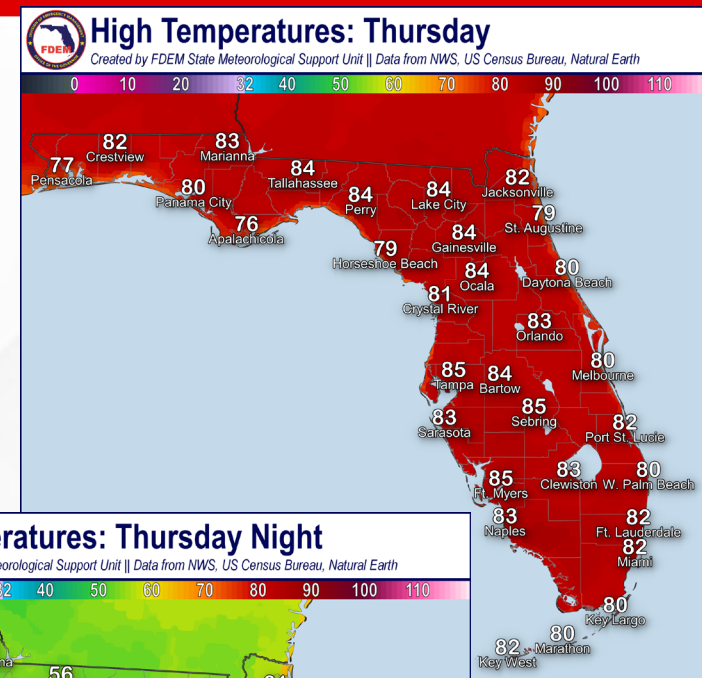 High Temperatures: Thursday
FDEM
Created by FDEM State Meteorological Support Unit || Data from NWS, US Census Bureau, Natural Earth
0 10 20 32 40 50 60 70 80 90 100 110
82
Crestview
83
Marianna
77
Pensacola
84
Tallahassee
80
Panama City
76
Apalachicola
84
Perry
84
Lake City
82
Jacksonville
79
St. Augustine
84
Gainesville
79
Horseshoe Beach
84
Ocala
80
Daytona Beach
81
Crystal River
83
Orlando
80
Melbourne
85
Tampa
84
Bartow
85
Sebring
83
Sarasota
82
Port St. Lucie
85
Ft. Myers
83
Clewiston
80
W. Palm Beach
83
Naples
82
Ft. Lauderdale
82
Miami
80
Key Largo
80
Marathon
82
Key West
eratures: Thursday Night
eorological Support Unit || Data from NWS, US Census Bureau, Natural Earth
32 40 50 60 70 80 90 100 110
na
56